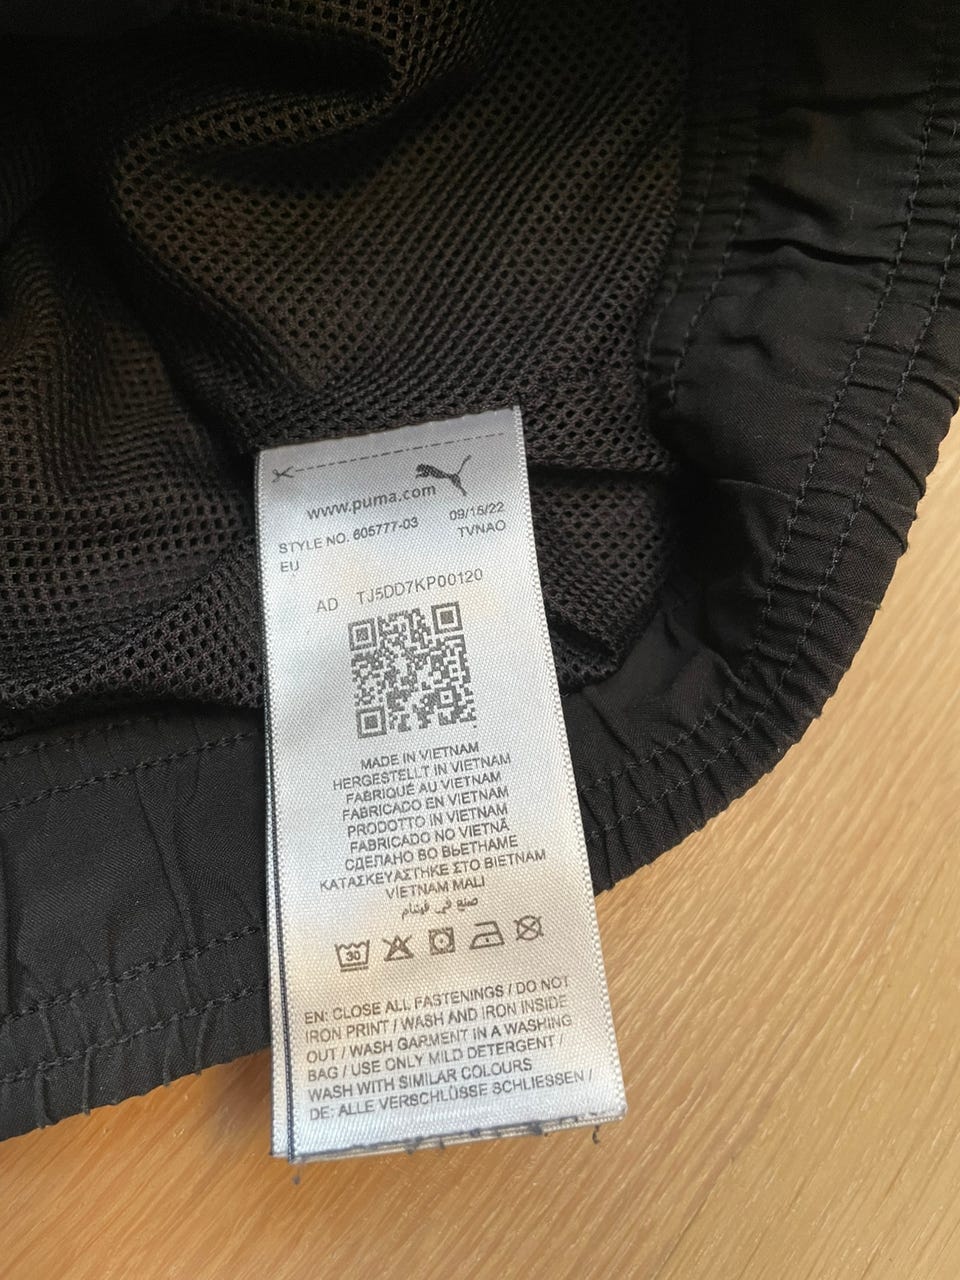 www.puma.com
STYLE NO. 605777-03 09/15/22
EU TVNAO
AD TJ5DD7KP00120
MADE IN VIETNAM
HERGESTELLT IN VIETNAM
FABRIQUÉ AU VIETNAM
FABRICADO EN VIETNAM
PRODOTTO IN VIETNAM
FABRICADO NO VIETNÃ
СДЕЛАНО ВО ВЬЕТНАМЕ
ΚΑΤΑΣΚΕΥΑΣΤΗΚΕ ΣΤΟ ΒΙΕΤΝΑΜ
VIETNAM MALI
صنع في فيتنام
30
EN: CLOSE ALL FASTENINGS / DO NOT
IRON PRINT / WASH AND IRON INSIDE
OUT / WASH GARMENT IN A WASHING
BAG / USE ONLY MILD DETERGENT /
WASH WITH SIMILAR COLOURS
DE: ALLE VERSCHLÜSSE SCHLIESSEN /